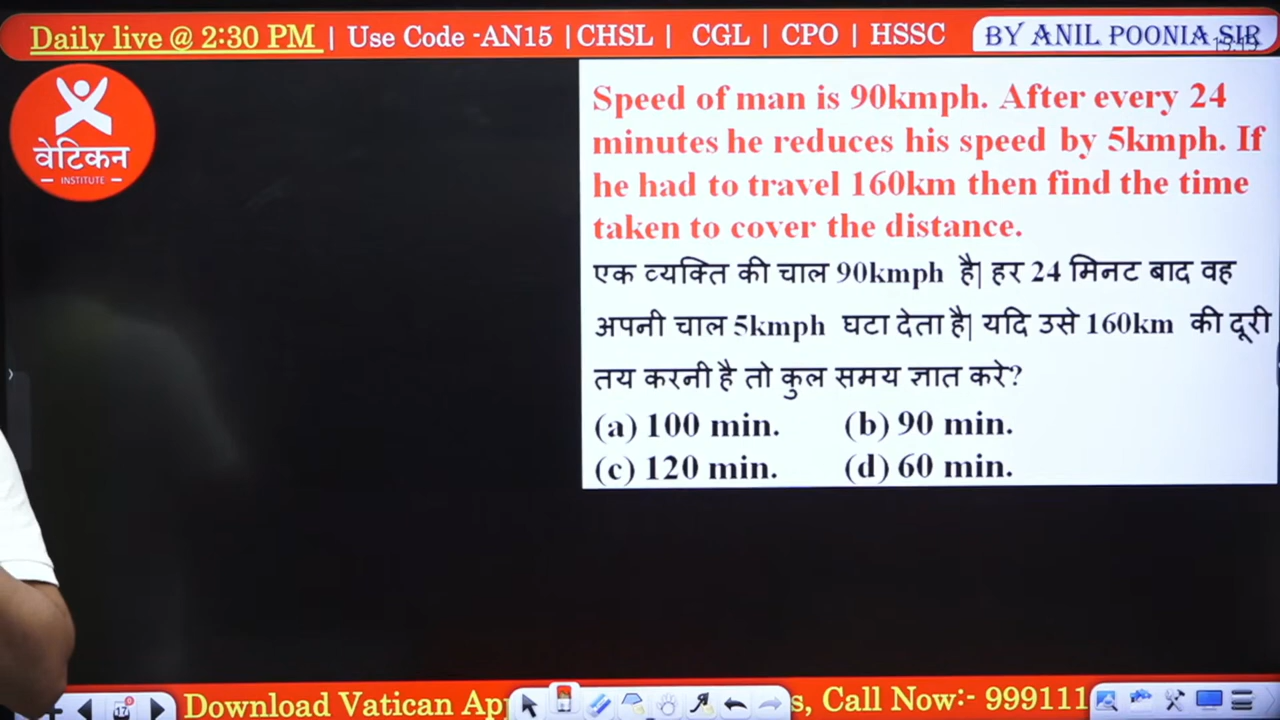 Daily live @ 2:30 PM | Use Code -AN15 |CHSL | CGL | CPO | HSSC
BY ANIL POONIA SIR
वेटिकन
INSTITUTE
Speed of man is 90kmph. After every 24
minutes he reduces his speed by 5kmph. If
he had to travel 160km then find the time
taken to cover the distance.
एक व्यक्ति की चाल 90kmph है| हर 24 मिनट बाद वह
अपनी चाल 5kmph घटा देता है| यदि उसे 160km की दूरी
तय करनी है तो कुल समय ज्ञात करे?
(a) 100 min. (b) 90 min.
(c) 120 min. (d) 60 min.
Download Vatican Ap
s, Call Now:- 999111